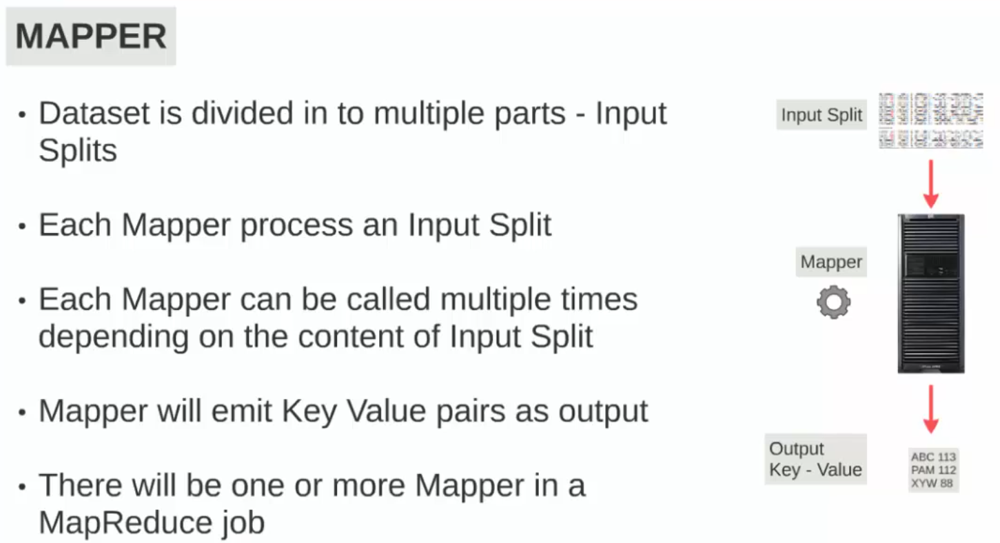 MAPPER
• Dataset is divided in to multiple parts - Input
Splits
• Each Mapper process an Input Split
• Each Mapper can be called multiple times
depending on the content of Input Split
• Mapper will emit Key Value pairs as output
• There will be one or more Mapper in a
MapReduce job
Input Split
Mapper
Output
Key - Value
ABC 113
PAM 112
XYW 88